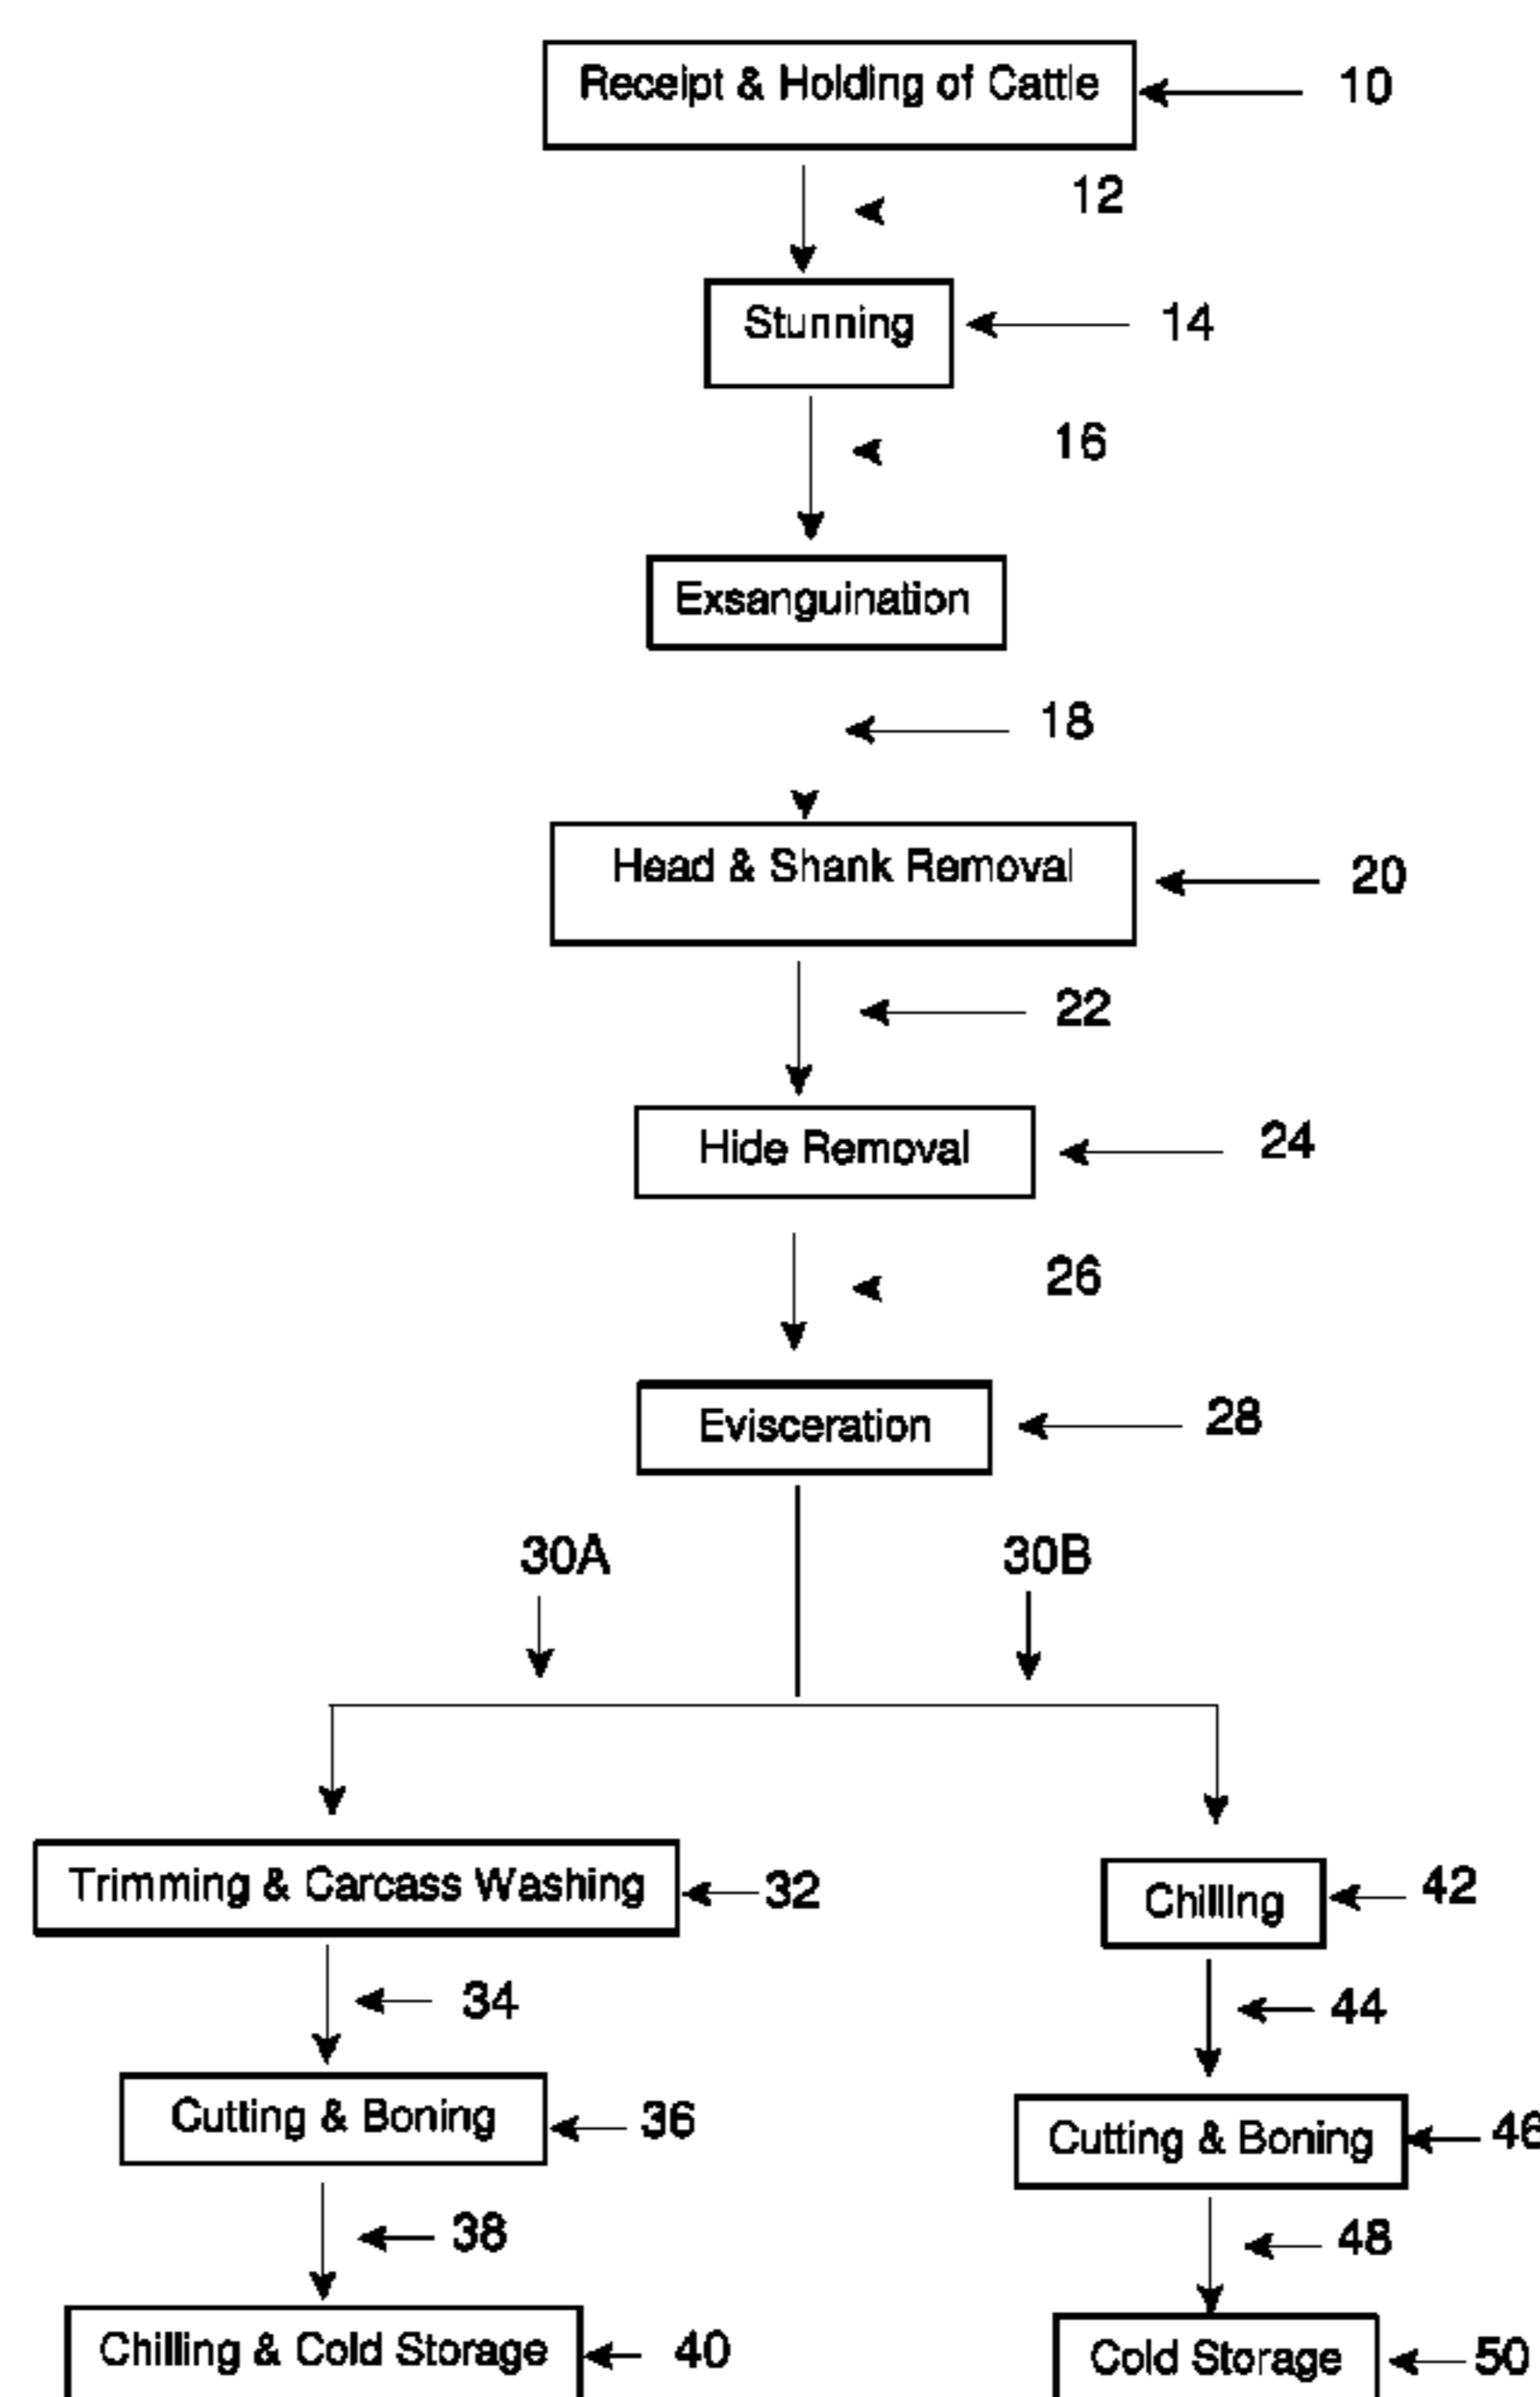 Receipt & Holding of Cattle 10
12
Stunning 14
16
Exsanguination
18
Head & Shank Removal 20
22
Hide Removal 24
26
Evisceration 28
30A 30B
Trimming & Carcass Washing 32
Chilling 42
34
44
Cutting & Boning 36
Cutting & Boning 46
38
48
Chilling & Cold Storage 40
Cold Storage 50